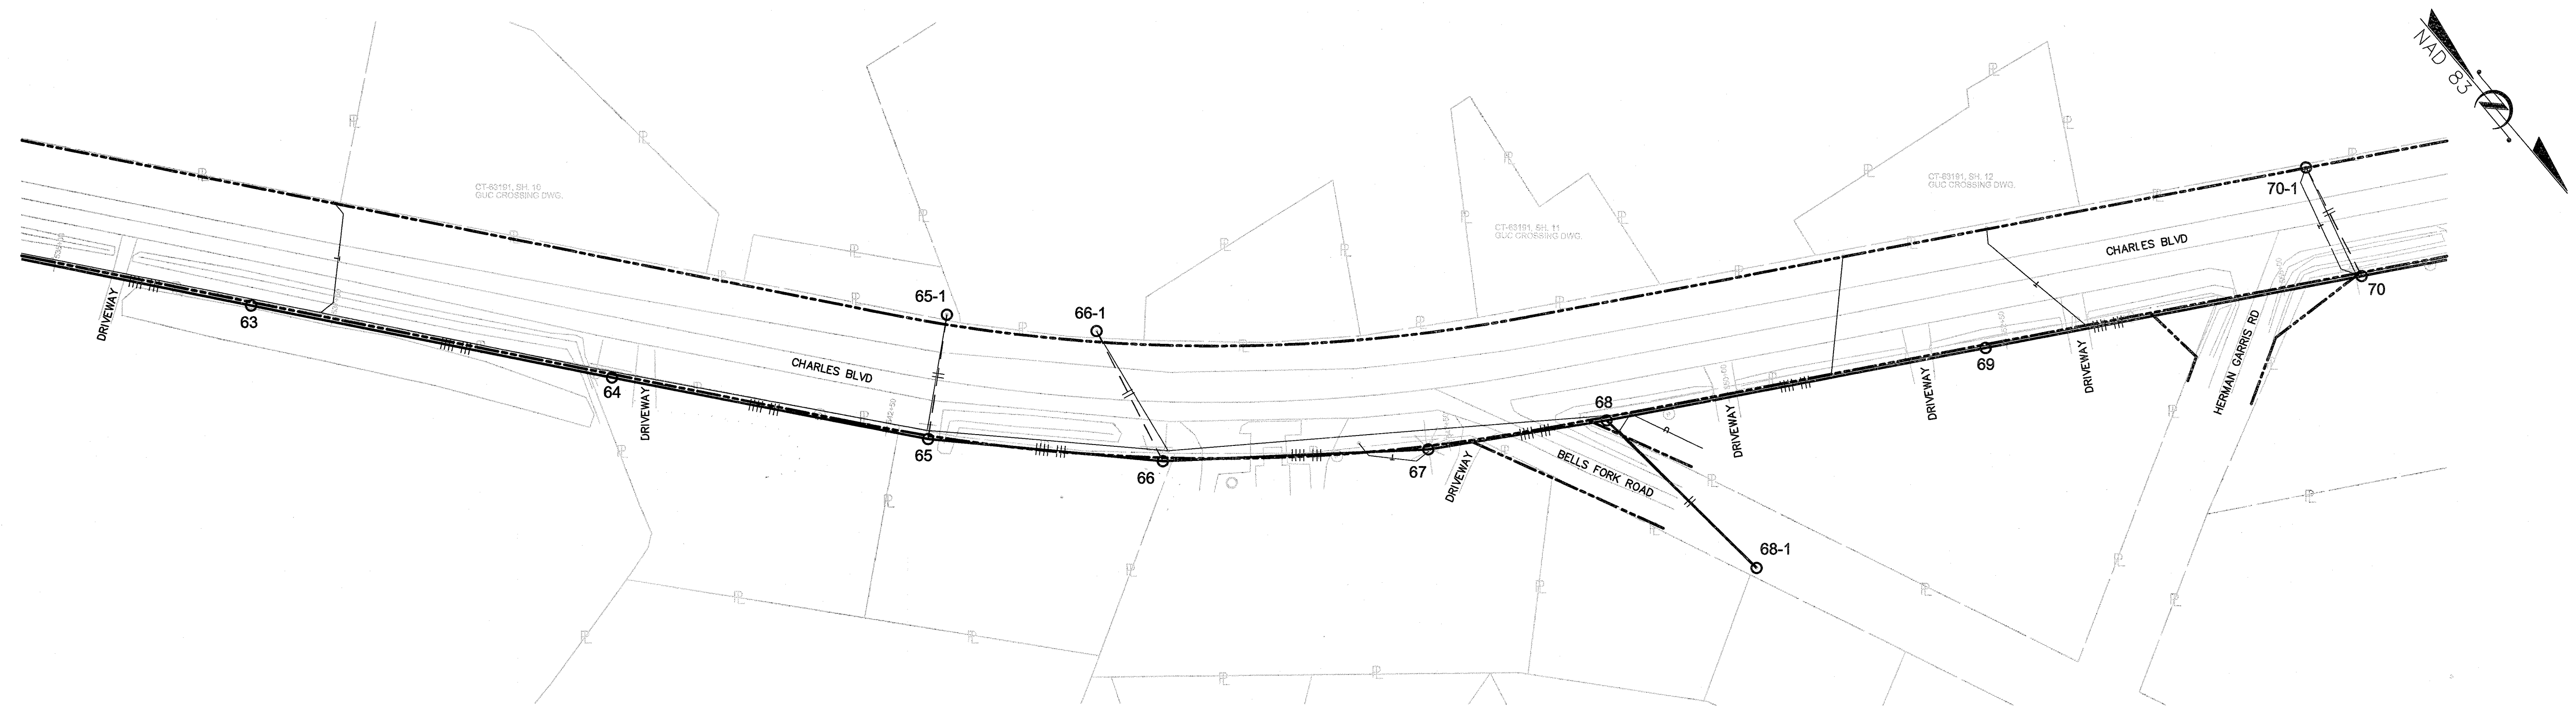 NAD 83
CT-63191, SH. 10
GUC CROSSING DWG.
CT-63191, SH. 11
GUC CROSSING DWG.
CT-63191, SH. 12
GUC CROSSING DWG.
70-1
CHARLES BLVD
70
65-1
66-1
DRIVEWAY
63
CHARLES BLVD
64
DRIVEWAY
65
66
67
DRIVEWAY
68
BELLS FORK ROAD
68-1
DRIVEWAY
DRIVEWAY
69
DRIVEWAY
HERMAN GARRIS RD